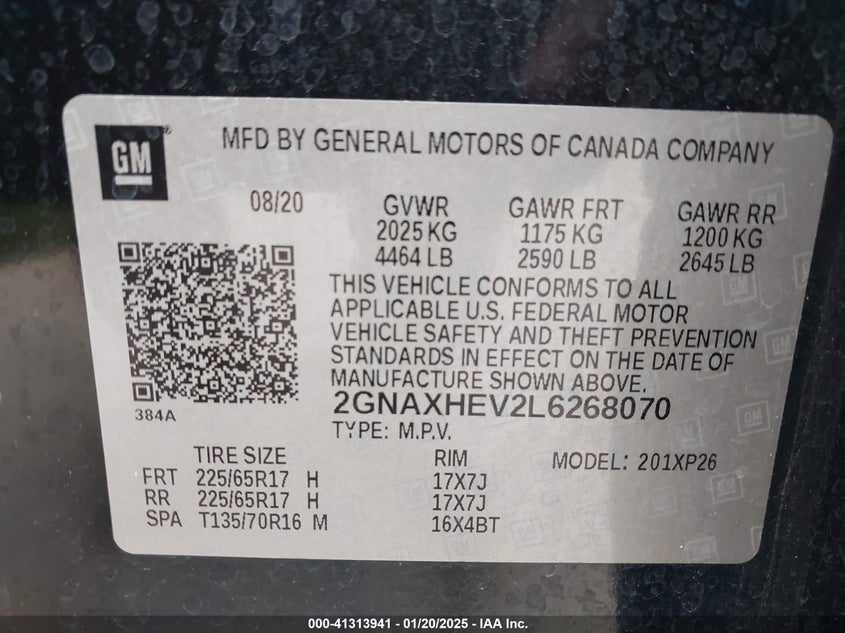 GM
MFD BY GENERAL MOTORS OF CANADA COMPANY
08/20 GVWR GAWR FRT GAWR RR
2025 KG 1175 KG 1200 KG
4464 LB 2590 LB 2645 LB
THIS VEHICLE CONFORMS TO ALL
APPLICABLE U.S. FEDERAL MOTOR
VEHICLE SAFETY AND THEFT PREVENTION
STANDARDS IN EFFECT ON THE DATE OF
MANUFACTURE SHOWN ABOVE.
384A
2GNAXHEV2L6268070
TYPE: M.P.V.
TIRE SIZE RIM MODEL: 201XP26
FRT 225/65R17 H 17X7J
RR 225/65R17 H 17X7J
SPA T135/70R16 M 16X4BT
000-41313941 - 01/20/2025 - IAA Inc.